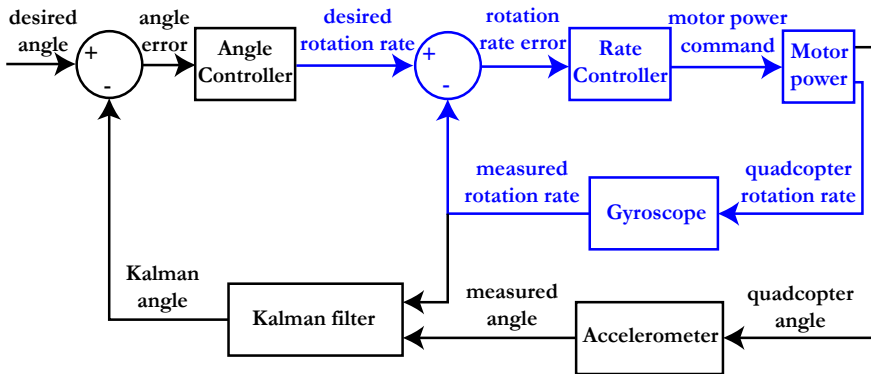 desired
angle
+
-
angle
error
Angle
Controller
desired
rotation rate
+
-
rotation
rate error
Rate
Controller
motor power
command
Motor
power
measured
rotation rate
Gyroscope
quadcopter
rotation rate
Kalman
angle
Kalman filter
measured
angle
Accelerometer
quadcopter
angle